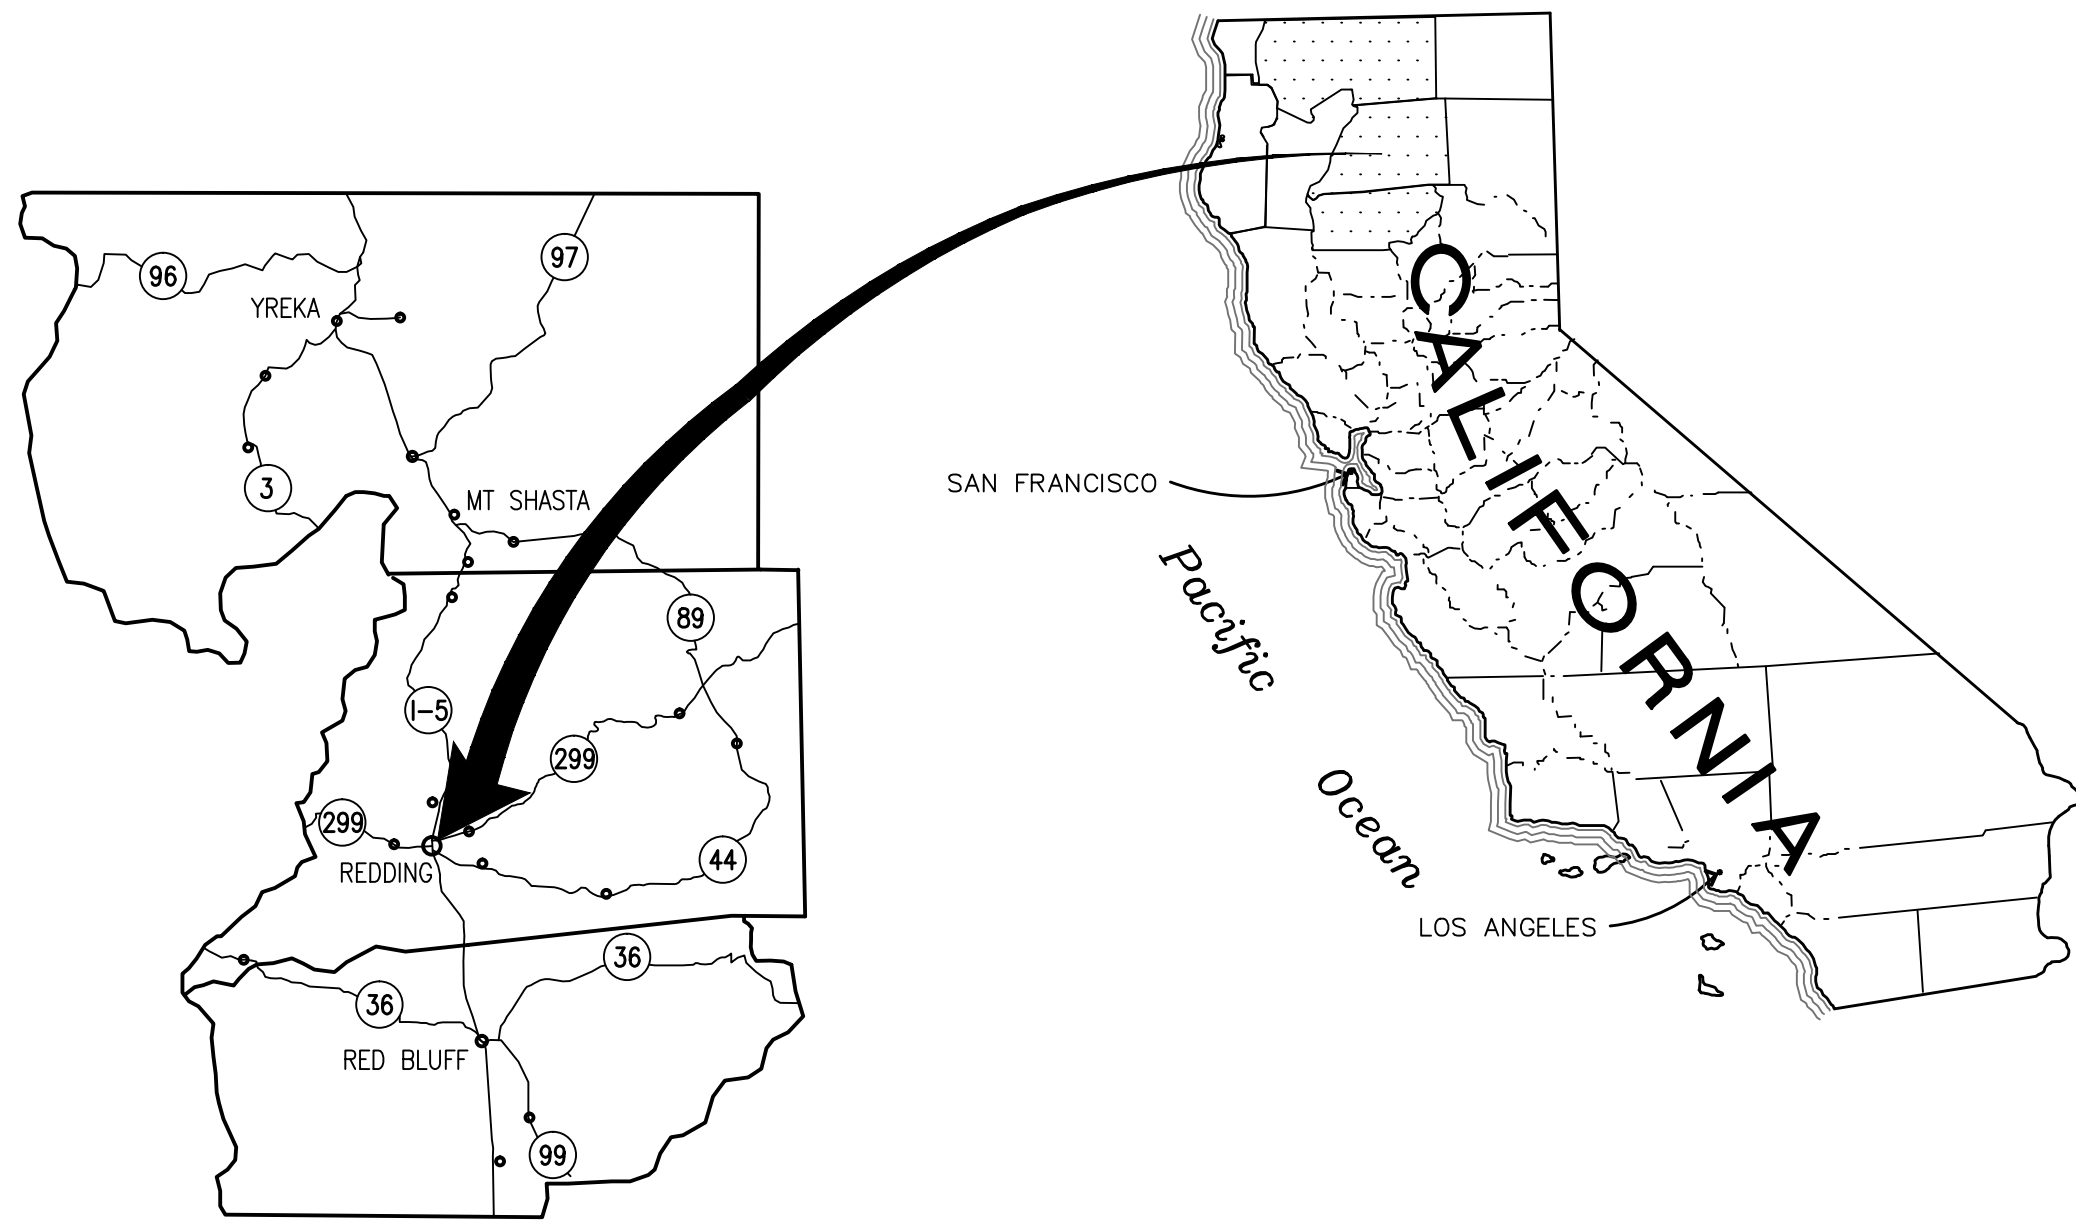 96
97
YREKA
3
MT SHASTA
89
I-5
299
299
REDDING
44
36
36
RED BLUFF
99
CALIFORNIA
SAN FRANCISCO
Pacific
Ocean
LOS ANGELES